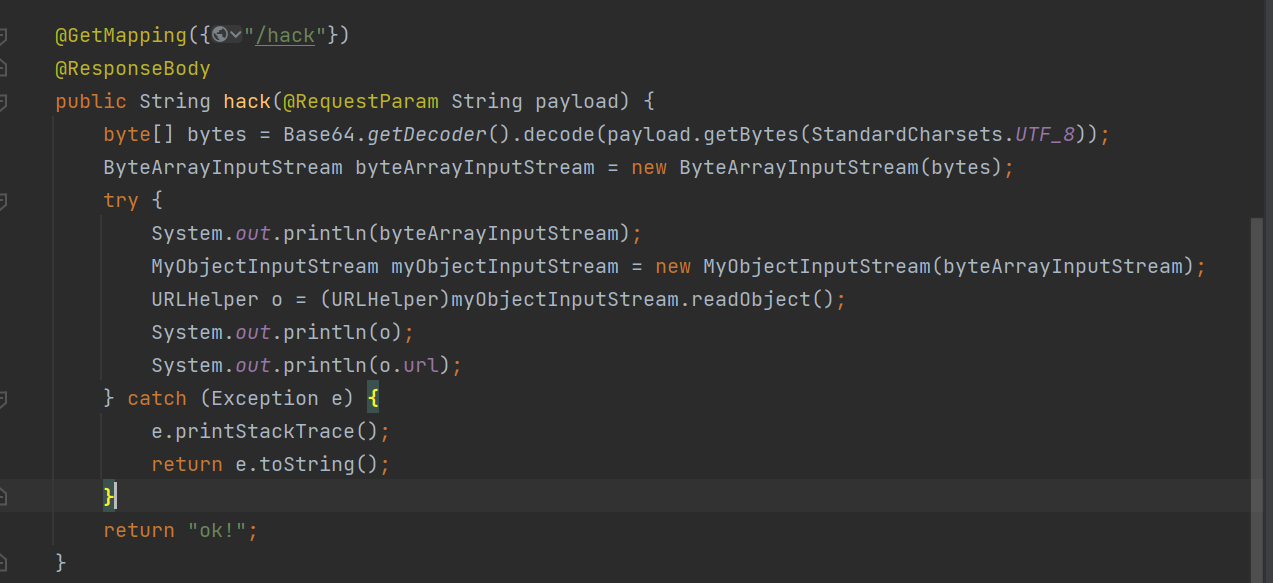 @GetMapping({"/hack"})
@ResponseBody
public String hack(@RequestParam String payload) {
byte[] bytes = Base64.getDecoder().decode(payload.getBytes(StandardCharsets.UTF_8));
ByteArrayInputStream byteArrayInputStream = new ByteArrayInputStream(bytes);
try {
System.out.println(byteArrayInputStream);
MyObjectInputStream myObjectInputStream = new MyObjectInputStream(byteArrayInputStream);
URLHelper o = (URLHelper)myObjectInputStream.readObject();
System.out.println(o);
System.out.println(o.url);
} catch (Exception e) {
e.printStackTrace();
return e.toString();
}
return "ok!";
}